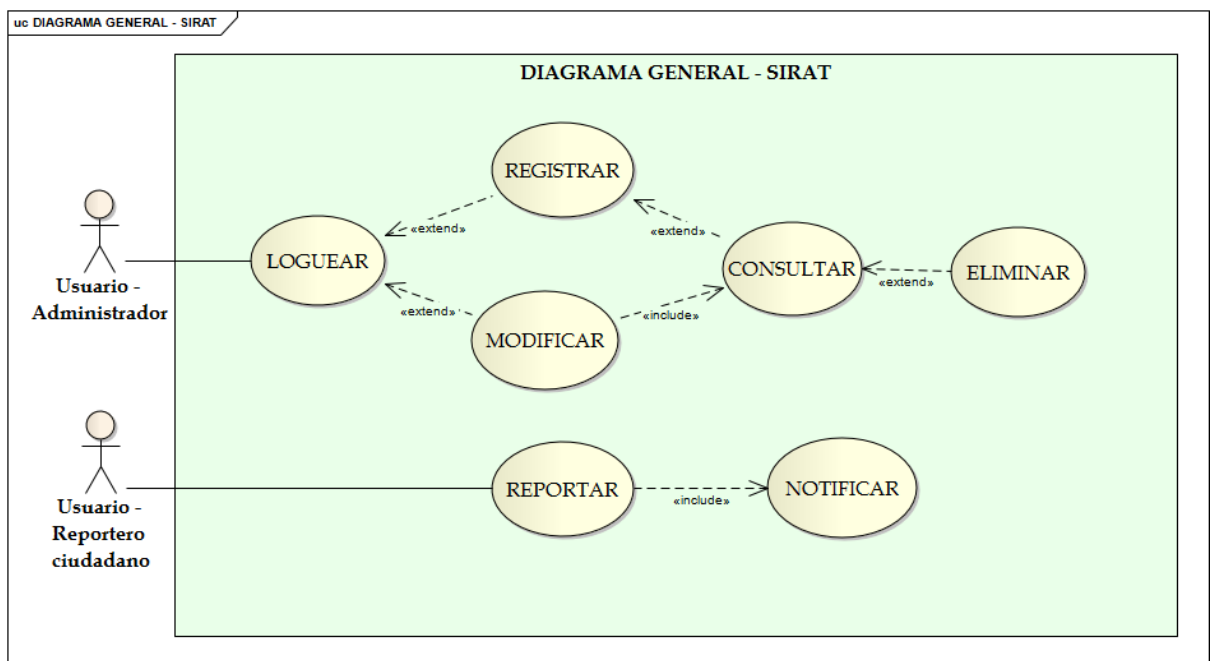 uc DIAGRAMA GENERAL - SIRAT
DIAGRAMA GENERAL - SIRAT
REGISTRAR
«extend»
«extend»
LOGUEAR
CONSULTAR
ELIMINAR
«extend»
Usuario -
Administrador
«extend»
«include»
MODIFICAR
REPORTAR
NOTIFICAR
«include»
Usuario -
Reportero
ciudadano